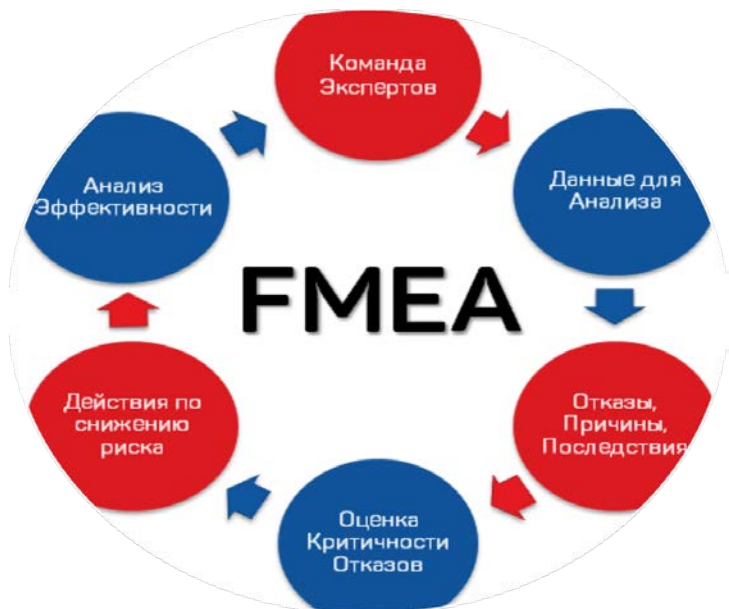 Команда
Экспертов
Данные для
Анализа
Отказы,
Причины,
Последствия
Оценка
Критичности
Отказов
Действия по
снижению
риска
Анализ
Эффективности
FMEA